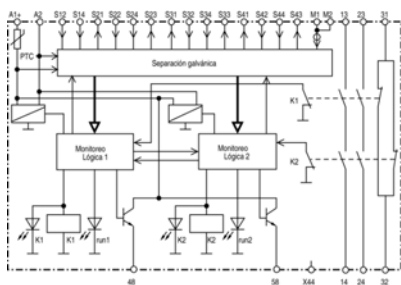 A1+ A2 S12 S14 S21 S22 S24 S23 S31 S32 S34 S33 S41 S42 S44 S43 M1 M2 13 23 31
PTC
Separación galvánica
K1
Monitoreo Monitoreo
Lógica 1 Lógica 2
K2
K1 K1 run1 K2 K2 run2
48 58 X44 14 24 32